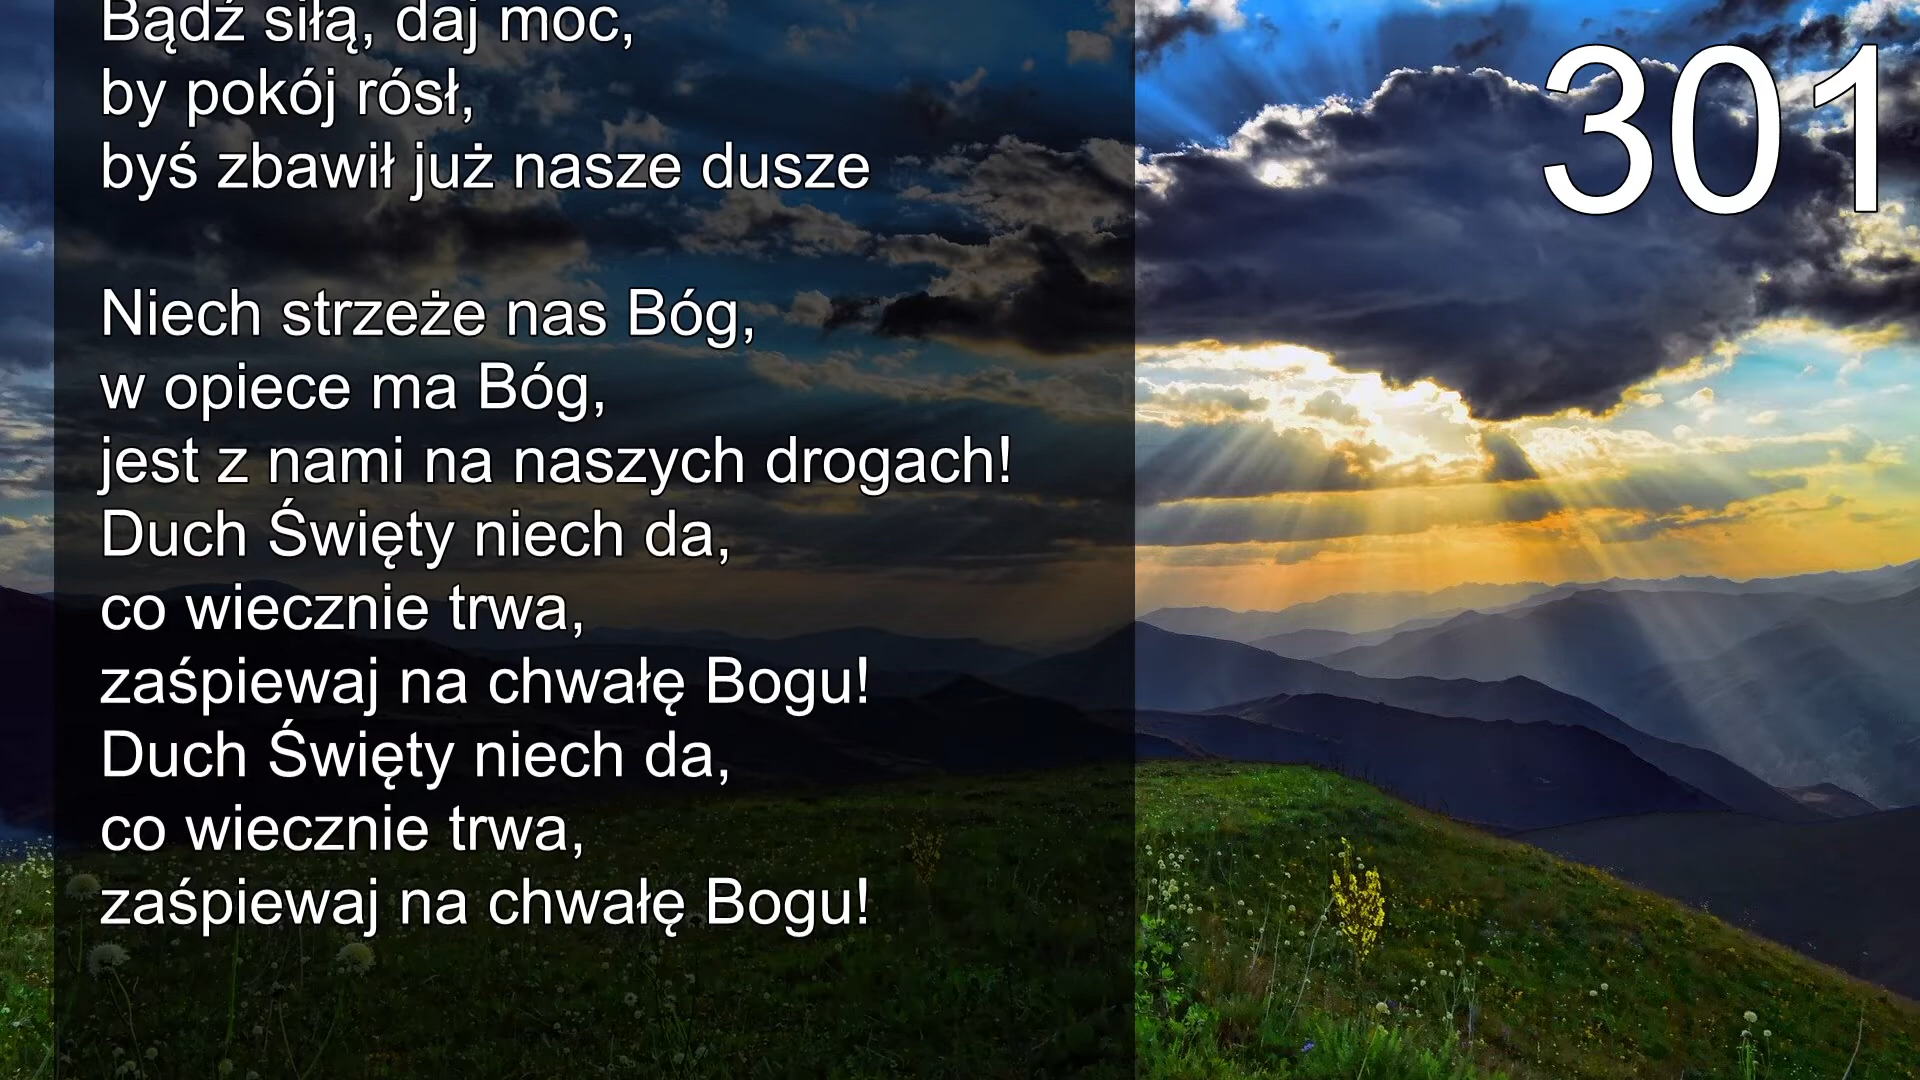 Bądź siłą, daj moc,
by pokój rósł,
byś zbawił już nasze dusze
Niech strzeże nas Bóg,
w opiece ma Bóg,
jest z nami na naszych drogach!
Duch Święty niech da,
co wiecznie trwa,
zaśpiewaj na chwałę Bogu!
Duch Święty niech da,
co wiecznie trwa,
zaśpiewaj na chwałę Bogu!
301